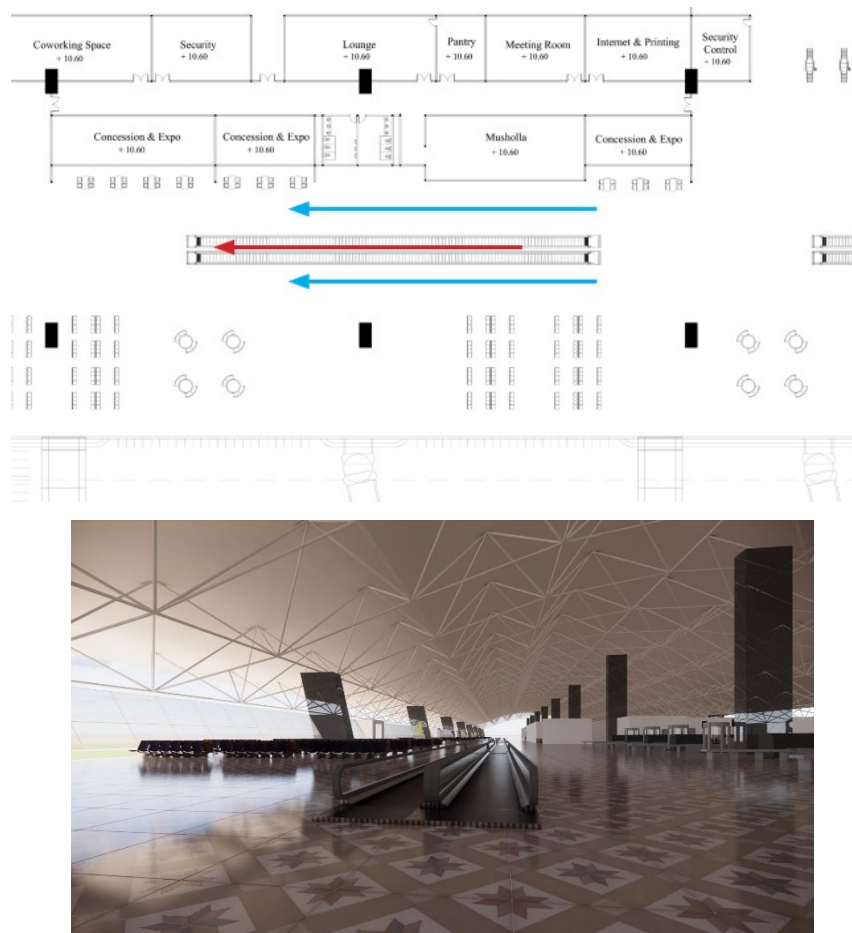 Coworking Space
+ 10.60
Security
+ 10.60
Lounge
+ 10.60
Pantry
+ 10.60
Meeting Room
+ 10.60
Internet & Printing
+ 10.60
Security
Control
+ 10.60
Concession & Expo
+ 10.60
Concession & Expo
+ 10.60
Musholla
+ 10.60
Concession & Expo
+ 10.60